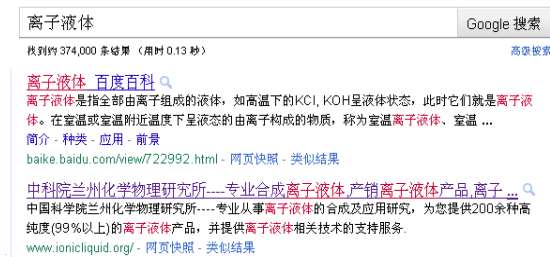 离子液体
Google 搜索
找到约 374,000 条结果 （用时 0.13 秒）
高级搜索
离子液体_百度百科
离子液体是指全部由离子组成的液体，如高温下的KCI, KOH呈液体状态，此时它们就是离子液
体。在室温或室温附近温度下呈液态的由离子构成的物质，称为室温离子液体、室温 ...
简介 - 种类 - 应用 - 前景
baike.baidu.com/view/722992.html - 网页快照 - 类似结果
中科院兰州化学物理研究所----专业合成离子液体,产销离子液体产品,离子 ...
中国科学院兰州化学物理研究所----专业从事离子液体的合成及应用研究，为您提供200余种高
纯度(99%以上)的离子液体产品，并提供离子液体相关技术的支持服务.
www.ionicliquid.org/ - 网页快照 - 类似结果